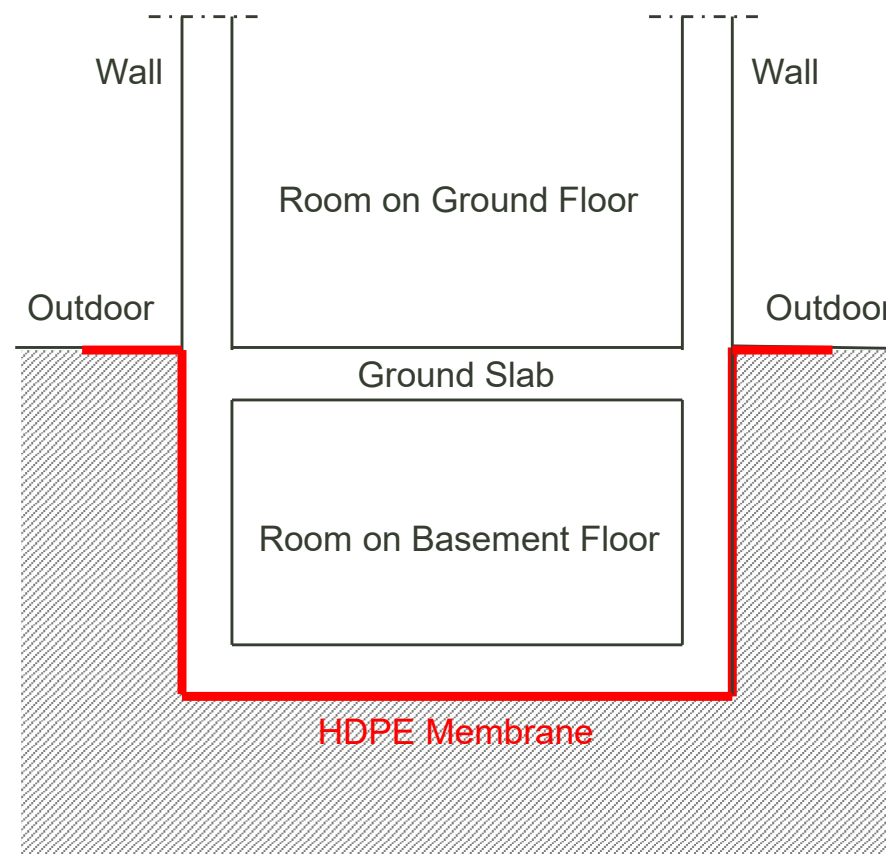 Wall
Wall
Room on Ground Floor
Outdoor
Outdoor
Ground Slab
Room on Basement Floor
HDPE Membrane